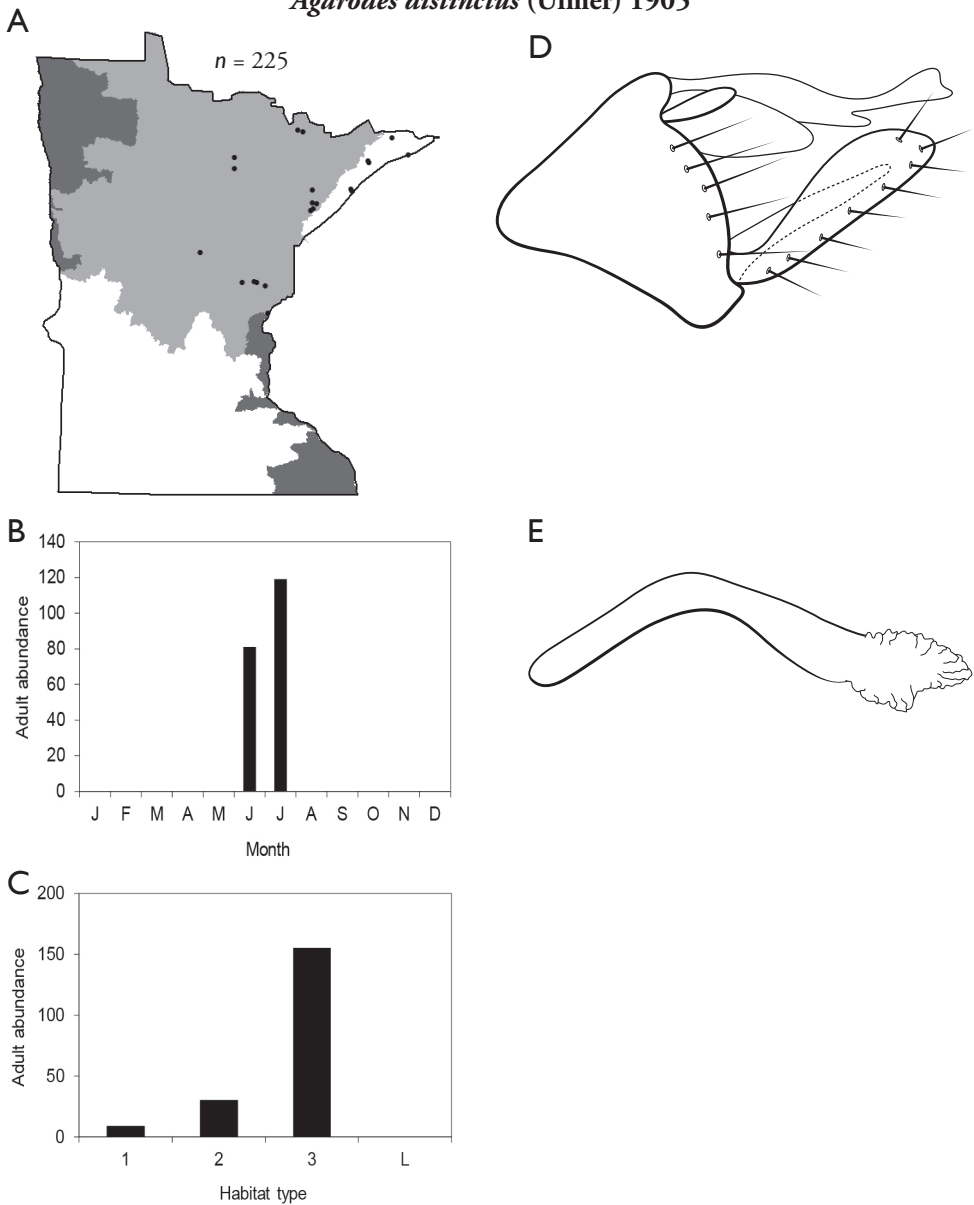 Agarodes distinctus (Ulmer) 1905
A
n = 225
D
B
140
120
100
80
60
40
20
0
Adult abundance
J F M A M J J A S O N D
Month
E
C
200
150
100
50
0
Adult abundance
1 2 3 L
Habitat type